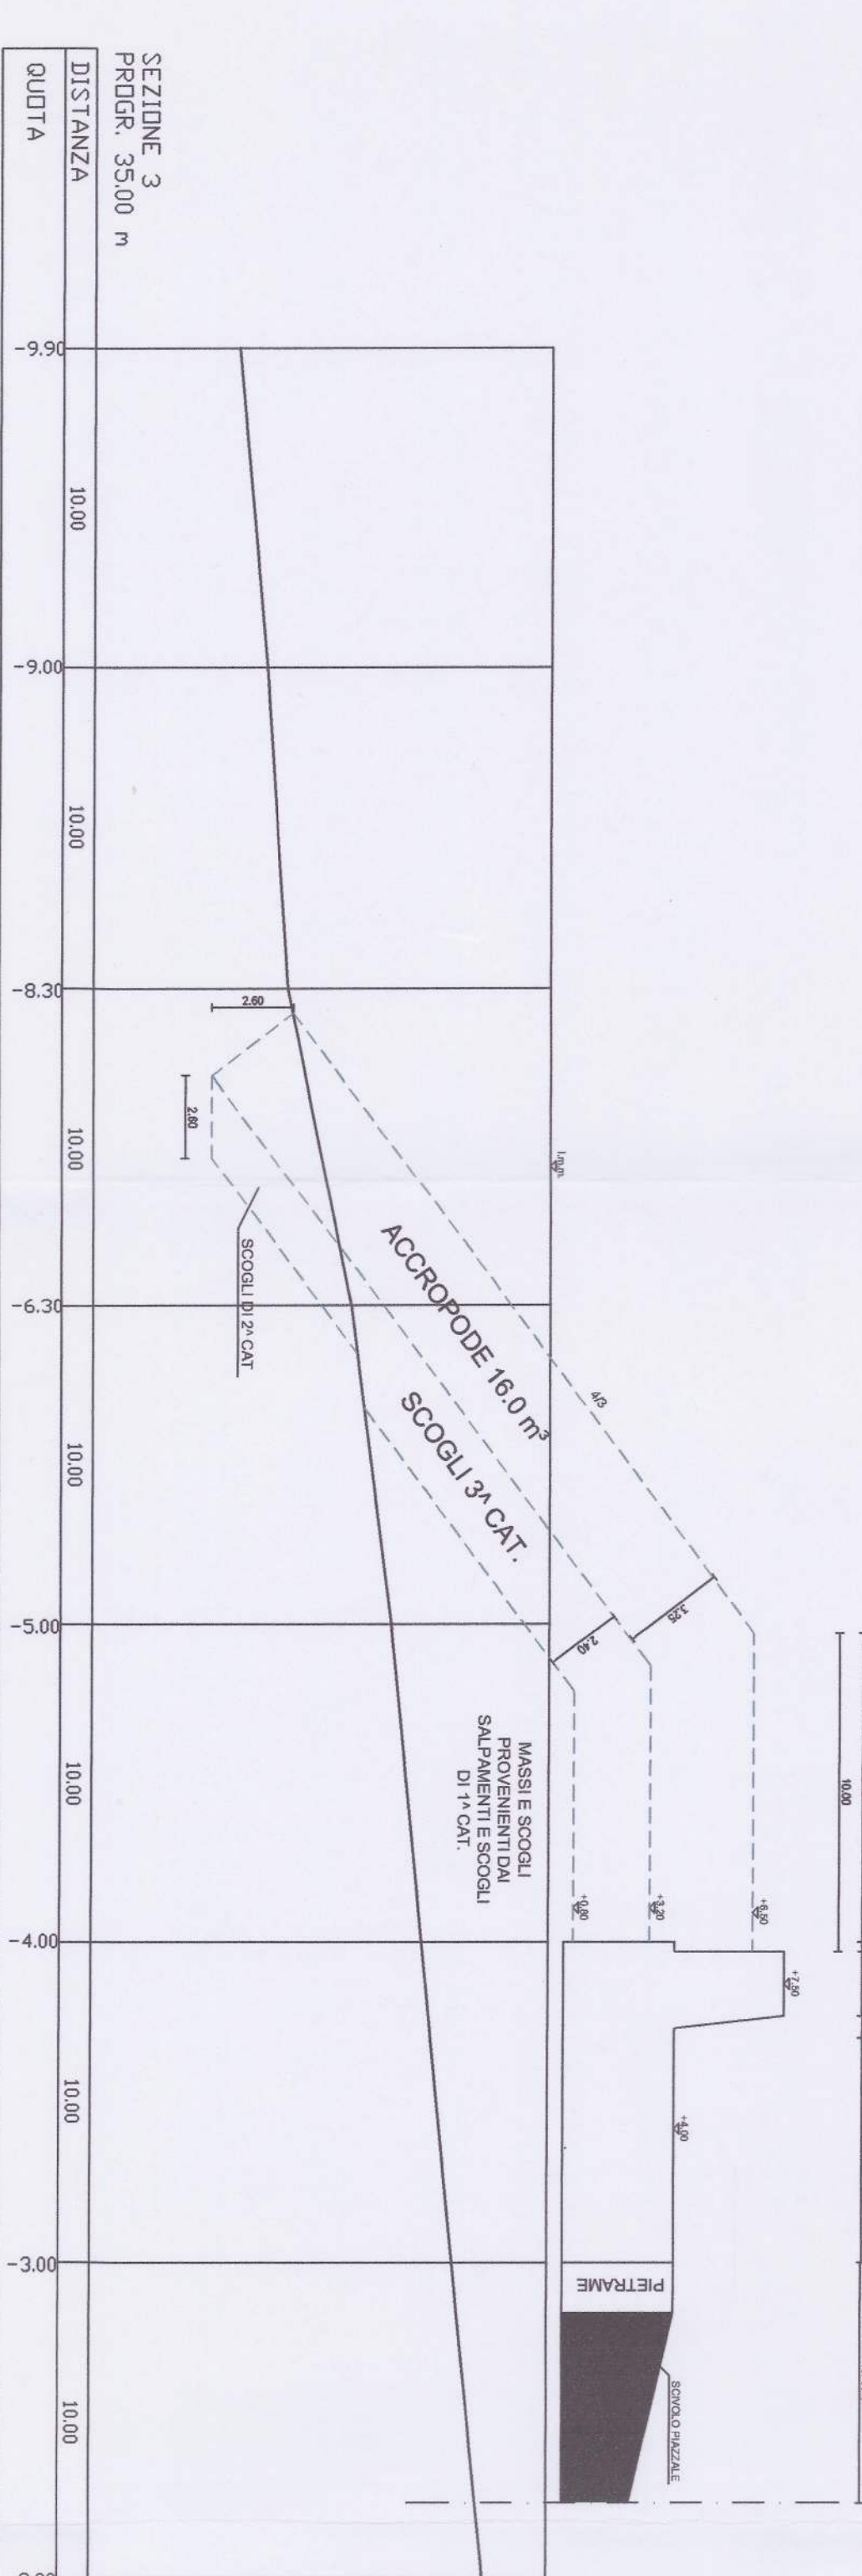 SEZIONE 3
PROGR. 35.00 m
DISTANZA
10.00
10.00
10.00
10.00
10.00
10.00
10.00
QUOTA
-9.90
-9.00
-8.30
-6.30
-5.00
-4.00
-3.00
2.60
2.60
SCOGLI DI 2^ CAT
l.m.m.
ACCROPODE 16.0 m³
SCOGLI 3^ CAT.
4/3
3.25
2.40
10.00
MASSI E SCOGLI
PROVENIENTI DAI
SALPAMENTI E SCOGLI
DI 1^ CAT.
+0.80
+3.20
+6.50
+7.50
+4.00
PIETRAME
SCIVOLO PIAZZALE